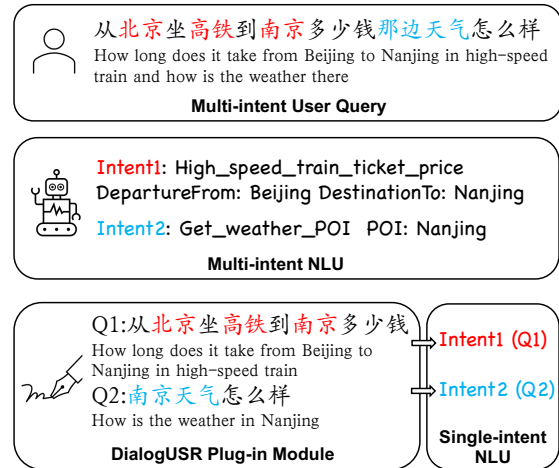 从北京坐高铁到南京多少钱那边天气怎么样
How long does it take from Beijing to Nanjing in high-speed
train and how is the weather there
Multi-intent User Query
Intent1: High_speed_train_ticket_price
DepartureFrom: Beijing DestinationTo: Nanjing
Intent2: Get_weather_POI POI: Nanjing
Multi-intent NLU
Q1:从北京坐高铁到南京多少钱
How long does it take from Beijing to
Nanjing in high-speed train
Q2:南京天气怎么样
How is the weather in Nanjing
DialogUSR Plug-in Module
Intent1 (Q1)
Intent2 (Q2)
Single-intent
NLU